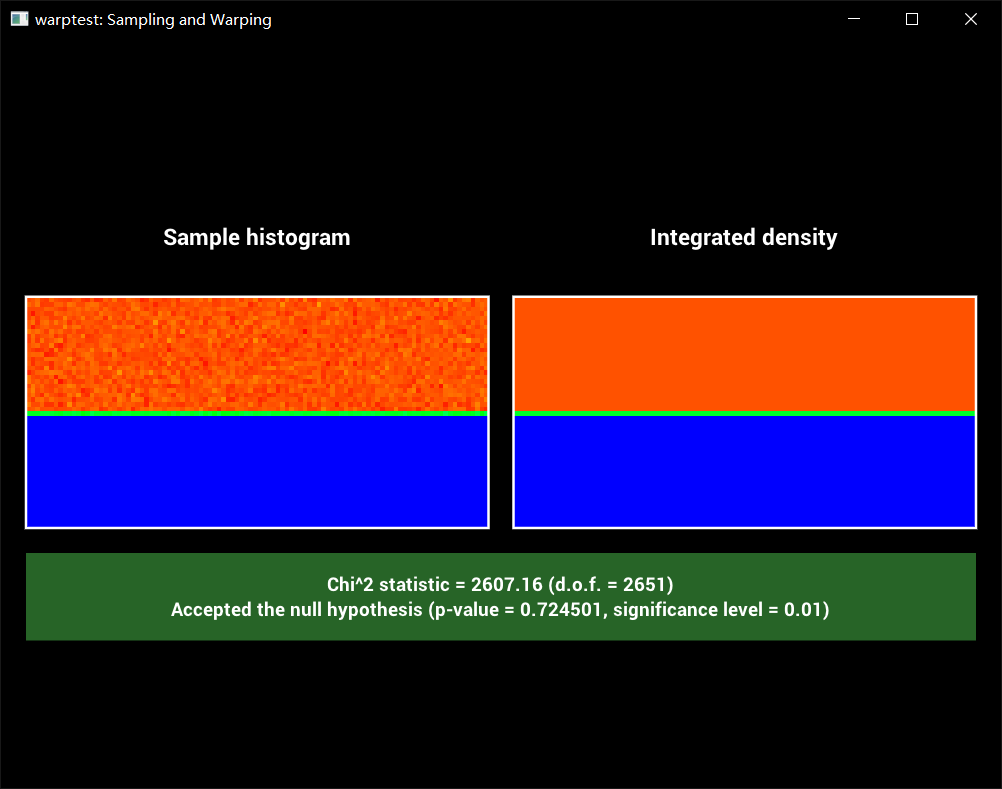 warptest: Sampling and Warping
Sample histogram
Integrated density
Chi^2 statistic = 2607.16 (d.o.f. = 2651)
Accepted the null hypothesis (p-value = 0.724501, significance level = 0.01)